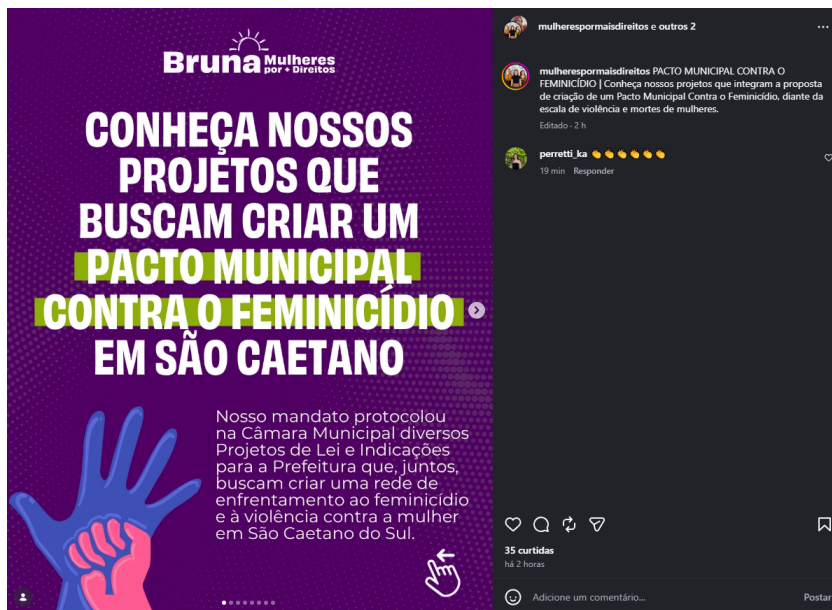 Bruna Mulheres por + Direitos
CONHEÇA NOSSOS
PROJETOS QUE
BUSCAM CRIAR UM
PACTO MUNICIPAL
CONTRA O FEMINICÍDIO
EM SÃO CAETANO
Nosso mandato protocolou
na Câmara Municipal diversos
Projetos de Lei e Indicações
para a Prefeitura que, juntos,
buscam criar uma rede de
enfrentamento ao feminicídio
e à violência contra a mulher
em São Caetano do Sul.
mulherespormaisdireitos e outros 2
mulherespormaisdireitos PACTO MUNICIPAL CONTRA O
FEMINICÍDIO | Conheça nossos projetos que integram a proposta
de criação de um Pacto Municipal Contra o Feminicídio, diante da
escala de violência e mortes de mulheres.
Editado · 2 h
perretti_ka 👏👏👏👏👏👏
19 min Responder
35 curtidas
há 2 horas
Adicione um comentário...
Postar